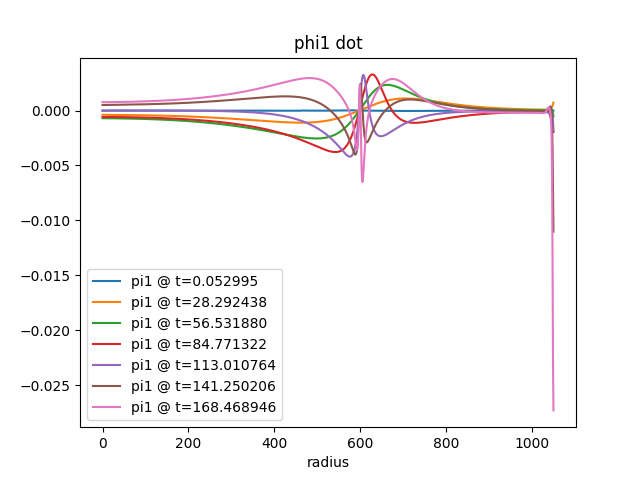 phi1 dot
0.000
−0.005
−0.010
−0.015
−0.020
−0.025
pi1 @ t=0.052995
pi1 @ t=28.292438
pi1 @ t=56.531880
pi1 @ t=84.771322
pi1 @ t=113.010764
pi1 @ t=141.250206
pi1 @ t=168.468946
0 200 400 600 800 1000
radius